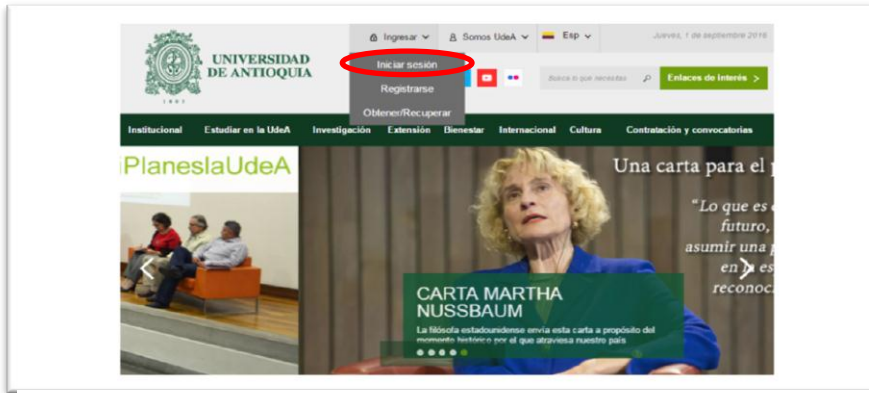 Ingresar
Somos UdeA
Esp
Jueves, 1 de septiembre 2016
UNIVERSIDAD
DE ANTIOQUIA
1803
Iniciar sesión
Registrarse
Obtener/Recuperar
Busca lo que necesitas
Enlaces de Interés >
Institucional Estudiar en la UdeA Investigación Extensión Bienestar Internacional Cultura Contratación y convocatorias
PlaneslaUdeA
Una carta para el
"Lo que es
futuro,
asumir una
en la es
reconoc
CARTA MARTHA
NUSSBAUM
La filósofa estadounidense envía esta carta a propósito del
momento histórico por el que atraviesa nuestro país